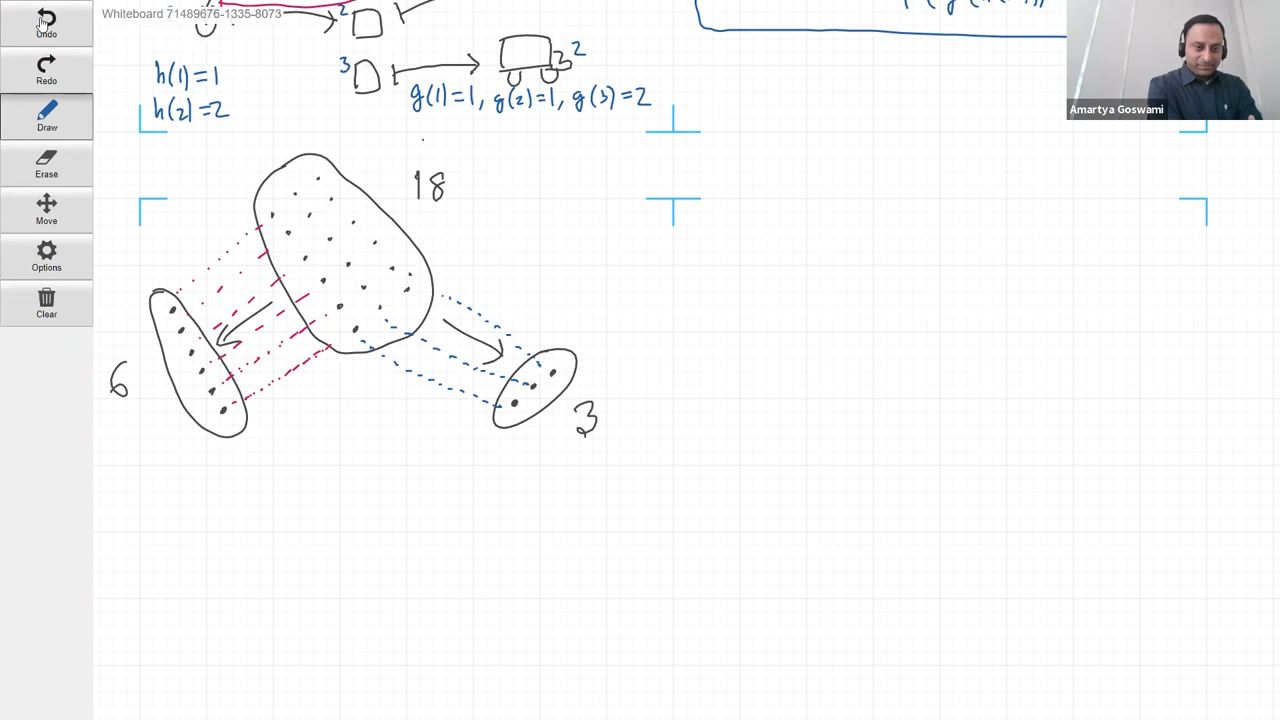 Undo
Redo
Draw
Erase
Move
Options
Clear
Whiteboard 71489676-1335-8073
2
3
2
h(1)=1
h(2)=2
g(1)=1, g(2)=1, g(3)=2
Amartya Goswami
18
6
3